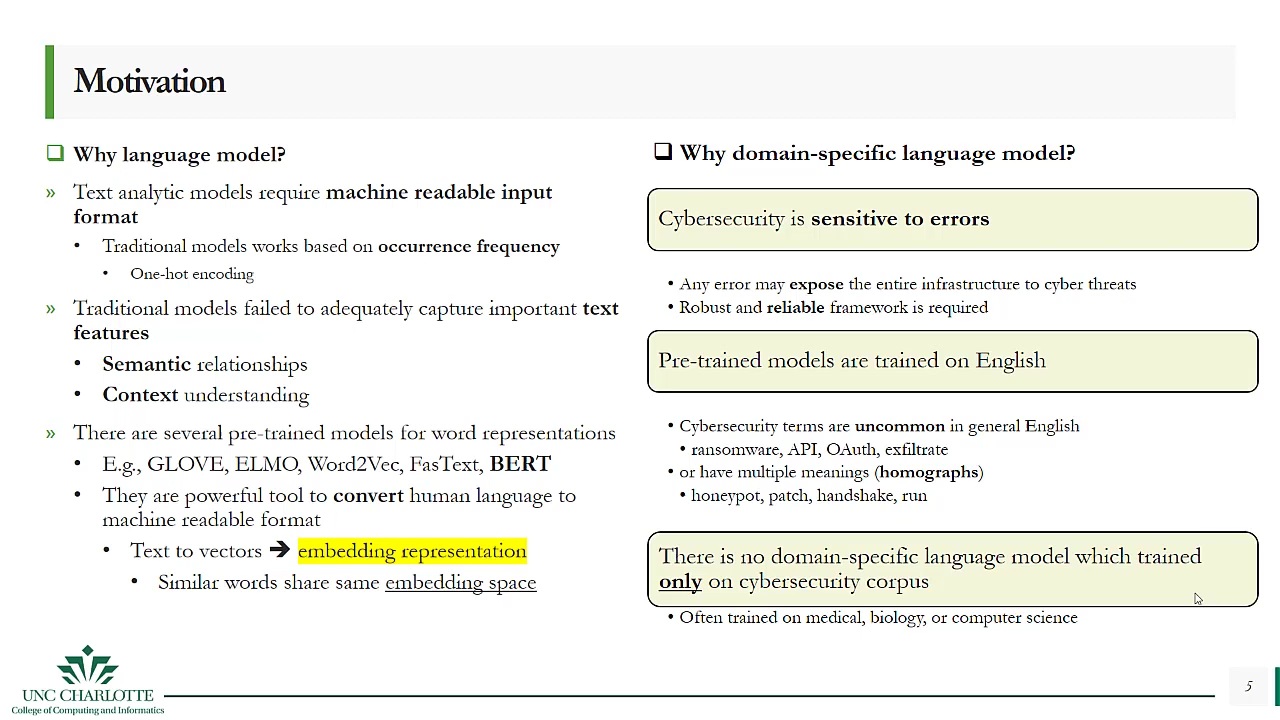 Motivation
Why language model?
» Text analytic models require machine readable input
format
• Traditional models works based on occurrence frequency
• One-hot encoding
» Traditional models failed to adequately capture important text
features
• Semantic relationships
• Context understanding
» There are several pre-trained models for word representations
• E.g., GLOVE, ELMO, Word2Vec, FasText, BERT
• They are powerful tool to convert human language to
machine readable format
• Text to vectors ➔ embedding representation
• Similar words share same embedding space
Why domain-specific language model?
Cybersecurity is sensitive to errors
• Any error may expose the entire infrastructure to cyber threats
• Robust and reliable framework is required
Pre-trained models are trained on English
• Cybersecurity terms are uncommon in general English
• ransomware, API, OAuth, exfiltrate
• or have multiple meanings (homographs)
• honeypot, patch, handshake, run
There is no domain-specific language model which trained
only on cybersecurity corpus
• Often trained on medical, biology, or computer science
UNC CHARLOTTE
College of Computing and Informatics
5